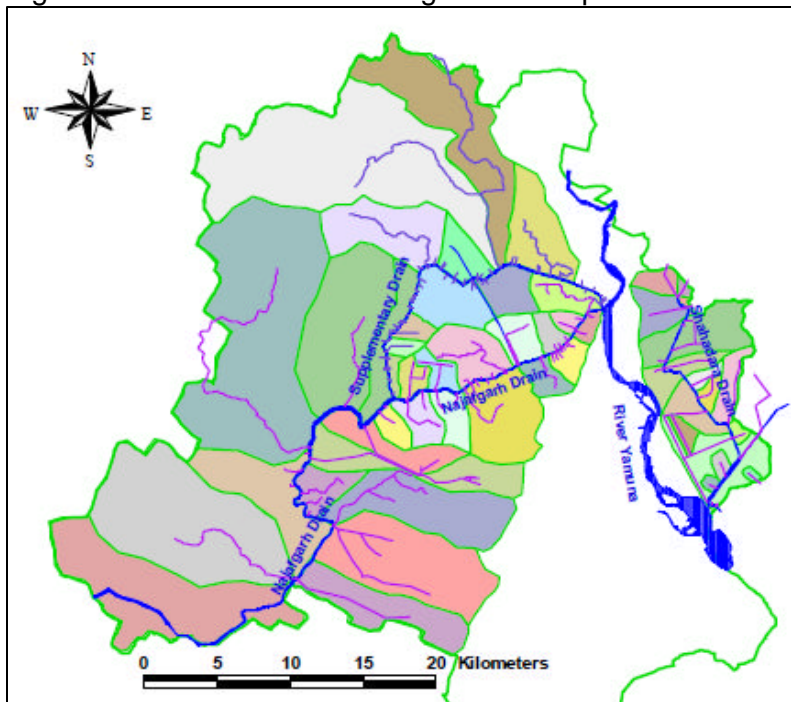 N
W E
S
Supplementary Drain
Najafgarh Drain
Najafgarh Drain
River Yamuna
Shahadara Drain
0 5 10 15 20 Kilometers